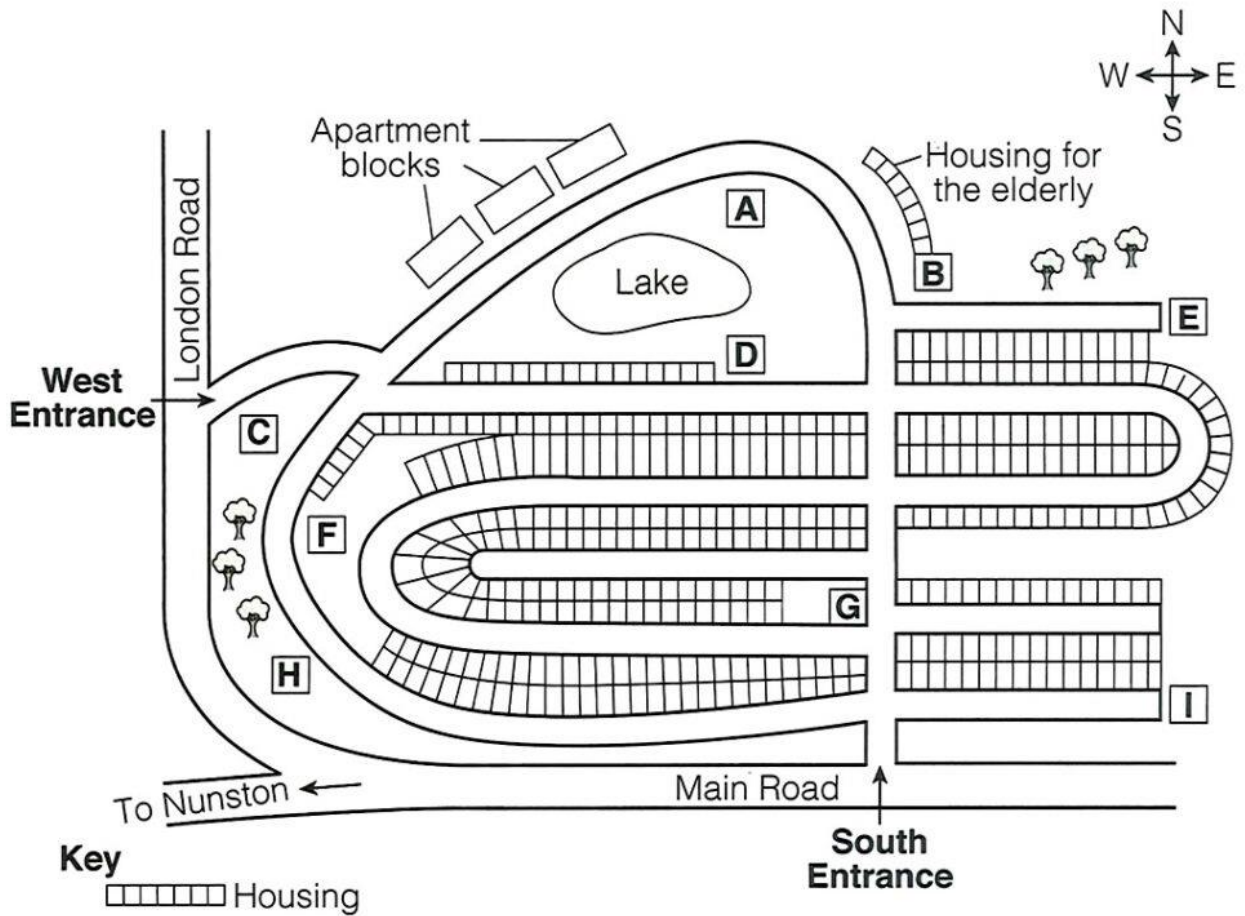 N
W E
S
Apartment
blocks
Housing for
the elderly
London Road
A
B
Lake
E
D
West
Entrance
C
F
G
H
I
Main Road
To Nunston
South
Entrance
Key
Housing